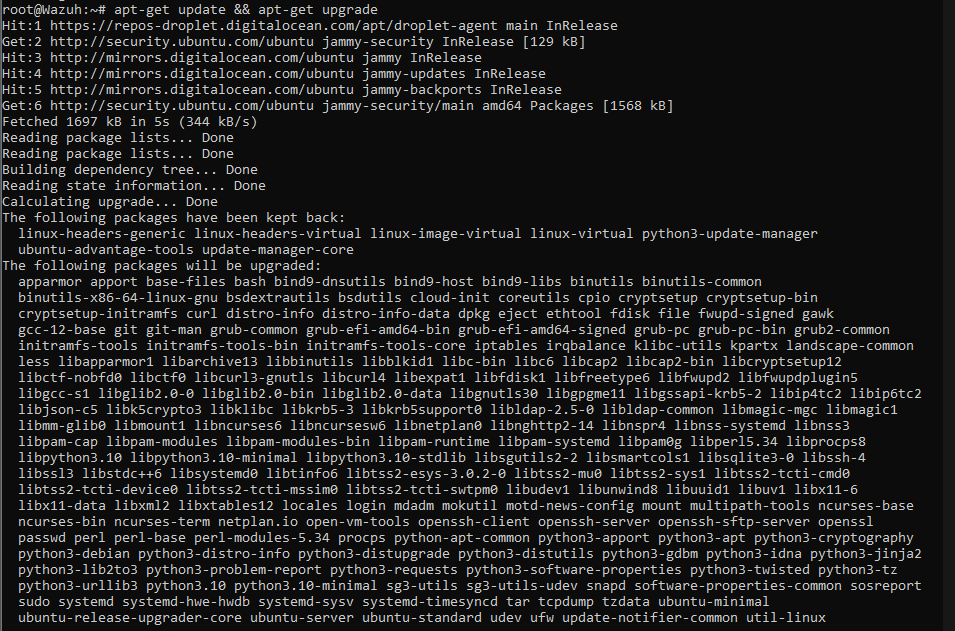 root@Wazuh:~# apt-get update && apt-get upgrade
Hit:1 https://repos-droplet.digitalocean.com/apt/droplet-agent main InRelease
Get:2 http://security.ubuntu.com/ubuntu jammy-security InRelease [129 kB]
Hit:3 http://mirrors.digitalocean.com/ubuntu jammy InRelease
Hit:4 http://mirrors.digitalocean.com/ubuntu jammy-updates InRelease
Hit:5 http://mirrors.digitalocean.com/ubuntu jammy-backports InRelease
Get:6 http://security.ubuntu.com/ubuntu jammy-security/main amd64 Packages [1568 kB]
Fetched 1697 kB in 5s (344 kB/s)
Reading package lists... Done
Reading package lists... Done
Building dependency tree... Done
Reading state information... Done
Calculating upgrade... Done
The following packages have been kept back:
  linux-headers-generic linux-headers-virtual linux-image-virtual linux-virtual python3-update-manager
  ubuntu-advantage-tools update-manager-core
The following packages will be upgraded:
  apparmor apport base-files bash bind9-dnsutils bind9-host bind9-libs binutils binutils-common
  binutils-x86-64-linux-gnu bsdextrautils bsdutils cloud-init coreutils cpio cryptsetup cryptsetup-bin
  cryptsetup-initramfs curl distro-info distro-info-data dpkg eject ethtool fdisk file fwupd-signed gawk
  gcc-12-base git git-man grub-common grub-efi-amd64-bin grub-efi-amd64-signed grub-pc grub-pc-bin grub2-common
  initramfs-tools initramfs-tools-bin initramfs-tools-core iptables irqbalance klibc-utils kpartx landscape-common
  less libapparmor1 libarchive13 libbinutils libblkid1 libc-bin libc6 libcap2 libcap2-bin libcryptsetup12
  libctf-nobfd0 libctf0 libcurl3-gnutls libcurl4 libexpat1 libfdisk1 libfreetype6 libfwupd2 libfwupdplugin5
  libgcc-s1 libglib2.0-0 libglib2.0-bin libglib2.0-data libgnutls30 libgpgme11 libgssapi-krb5-2 libip4tc2 libip6tc2
  libjson-c5 libk5crypto3 libklibc libkrb5-3 libkrb5support0 libldap-2.5-0 libldap-common libmagic-mgc libmagic1
  libmm-glib0 libmount1 libncurses6 libncursesw6 libnetplan0 libnghttp2-14 libnspr4 libnss-systemd libnss3
  libpam-cap libpam-modules libpam-modules-bin libpam-runtime libpam-systemd libpam0g libperl5.34 libprocps8
  libpython3.10 libpython3.10-minimal libpython3.10-stdlib libsgutils2-2 libsmartcols1 libsqlite3-0 libssh-4
  libssl3 libstdc++6 libsystemd0 libtinfo6 libtss2-esys-3.0.2-0 libtss2-mu0 libtss2-sys1 libtss2-tcti-cmd0
  libtss2-tcti-device0 libtss2-tcti-mssim0 libtss2-tcti-swtpm0 libudev1 libunwind8 libuuid1 libuv1 libx11-6
  libx11-data libxml2 libxtables12 locales login mdadm mokutil motd-news-config mount multipath-tools ncurses-base
  ncurses-bin ncurses-term netplan.io open-vm-tools openssh-client openssh-server openssh-sftp-server openssl
  passwd perl perl-base perl-modules-5.34 procps python-apt-common python3-apport python3-apt python3-cryptography
  python3-debian python3-distro-info python3-distupgrade python3-distutils python3-gdbm python3-idna python3-jinja2
  python3-lib2to3 python3-problem-report python3-requests python3-software-properties python3-twisted python3-tz
  python3-urllib3 python3.10 python3.10-minimal sg3-utils sg3-utils-udev snapd software-properties-common sosreport
  sudo systemd systemd-hwe-hwdb systemd-sysv systemd-timesyncd tar tcpdump tzdata ubuntu-minimal
  ubuntu-release-upgrader-core ubuntu-server ubuntu-standard udev ufw update-notifier-common util-linux